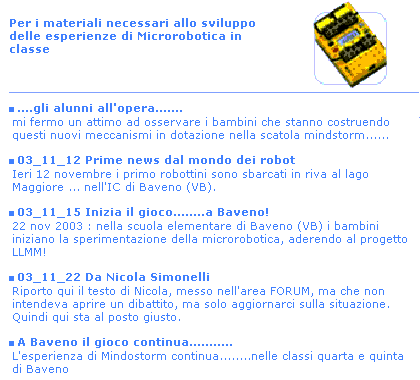 Per i materiali necessari allo sviluppo
delle esperienze di Microrobotica in
classe
....gli alunni all'opera.......
mi fermo un attimo ad osservare i bambini che stanno costruendo
questi nuovi meccanismi in dotazione nella scatola mindstorm......
03_11_12 Prime news dal mondo dei robot
Ieri 12 novembre i primo robottini sono sbarcati in riva al lago
Maggiore ... nell'IC di Baveno (VB).
03_11_15 Inizia il gioco........a Baveno!
22 nov 2003 : nella scuola elementare di Baveno (VB) i bambini
iniziano la sperimentazione della microrobotica, aderendo al progetto
LLMM!
03_11_22 Da Nicola Simonelli
Riporto qui il testo di Nicola, messo nell'area FORUM, ma che non
intendeva aprire un dibattito, ma solo aggiornarci sulla situazione.
Quindi qui sta al posto giusto.
A Baveno il gioco continua...........
L'esperienza di Mindostorm continua........nelle classi quarta e quinta
di Baveno